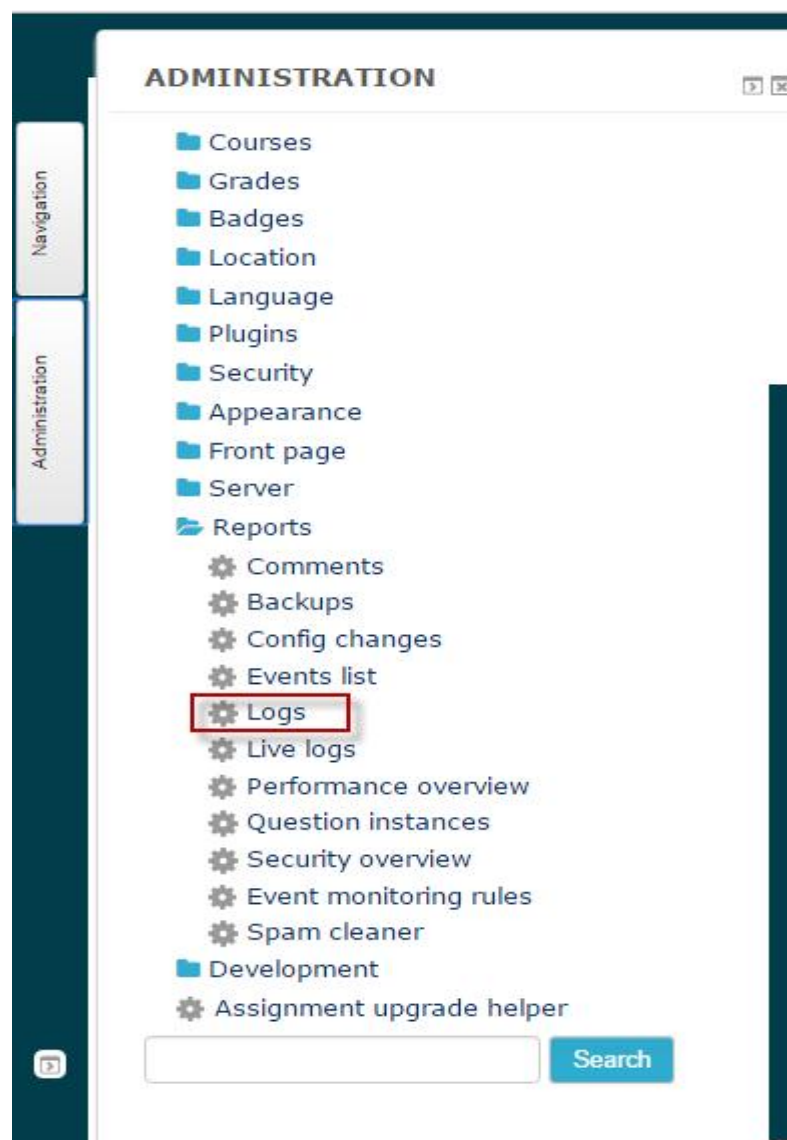 ADMINISTRATION
Navigation
Administration
Courses
Grades
Badges
Location
Language
Plugins
Security
Appearance
Front page
Server
Reports
Comments
Backups
Config changes
Events list
Logs
Live logs
Performance overview
Question instances
Security overview
Event monitoring rules
Spam cleaner
Development
Assignment upgrade helper
Search